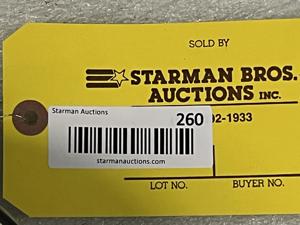 SOLD BY
STARMAN BROS.
AUCTIONS INC.
Starman Auctions
260
02-1933
starmanauctions.com
LOT NO.
BUYER NO.